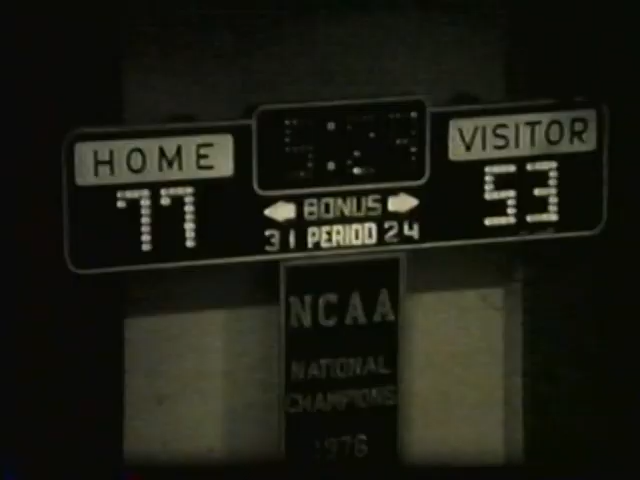 HOME
VISITOR
77
53
BONUS
31 PERIOD 24
NCAA
NATIONAL
CHAMPIONS
1976